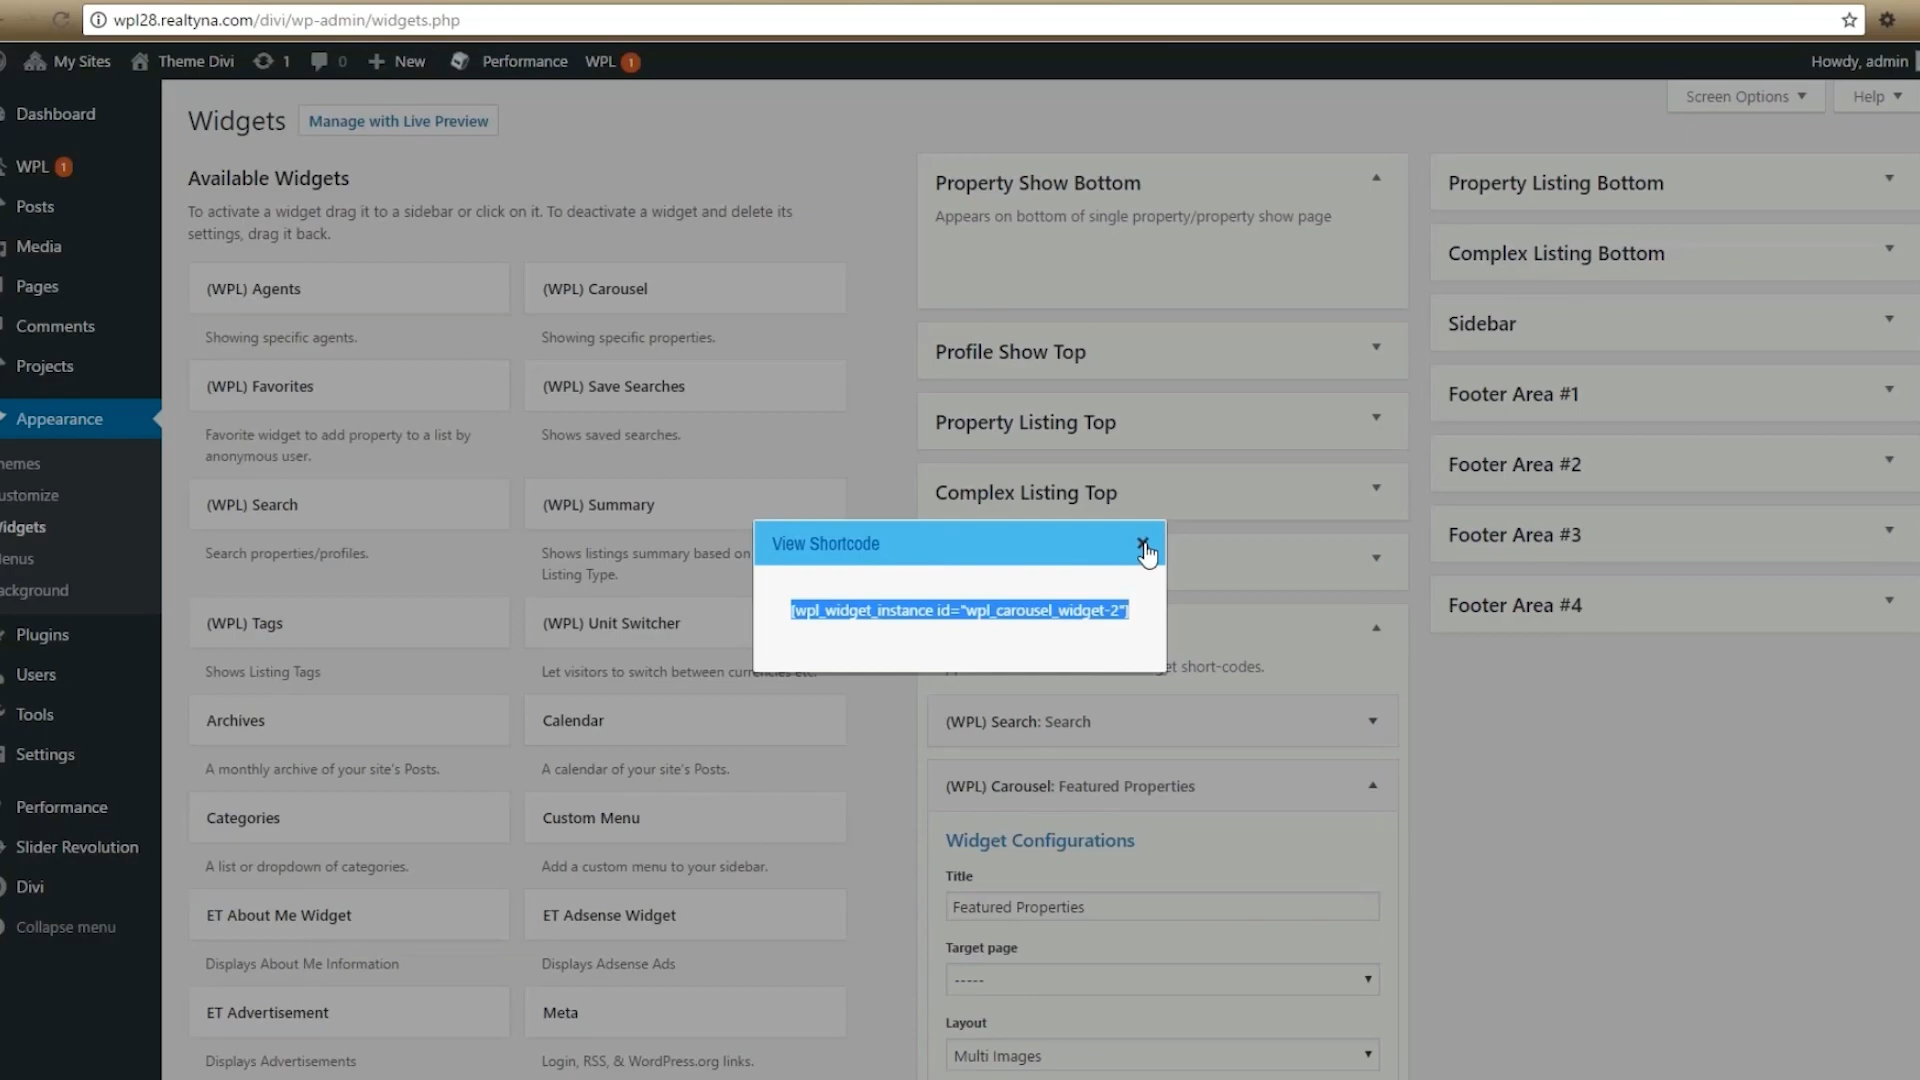 wpl28.realtyna.com/divi/wp-admin/widgets.php
My Sites
Theme Divi
1
0
New
Performance
WPL 1
Howdy, admin
Dashboard
WPL 1
Posts
Media
Pages
Comments
Projects
Appearance
hemes
ustomize
idgets
enus
ackground
Plugins
Users
Tools
Settings
Performance
Slider Revolution
Divi
Collapse menu
Screen Options
Help
Widgets
Manage with Live Preview
Available Widgets
To activate a widget drag it to a sidebar or click on it. To deactivate a widget and delete its
settings, drag it back.
(WPL) Agents
Showing specific agents.
(WPL) Carousel
Showing specific properties.
(WPL) Favorites
Favorite widget to add property to a list by
anonymous user.
(WPL) Save Searches
Shows saved searches.
(WPL) Search
Search properties/profiles.
(WPL) Summary
Shows listings summary based on
Listing Type.
(WPL) Tags
Shows Listing Tags
(WPL) Unit Switcher
Let visitors to switch between currencies etc.
Archives
A monthly archive of your site's Posts.
Calendar
A calendar of your site's Posts.
Categories
A list or dropdown of categories.
Custom Menu
Add a custom menu to your sidebar.
ET About Me Widget
Displays About Me Information
ET Adsense Widget
Displays Adsense Ads
ET Advertisement
Displays Advertisements
Meta
Login, RSS, & WordPress.org links.
Property Show Bottom
Appears on bottom of single property/property show page
Profile Show Top
Property Listing Top
Complex Listing Top
View Shortcode
[wpl_widget_instance id="wpl_carousel_widget-2"]
et short-codes.
(WPL) Search: Search
(WPL) Carousel: Featured Properties
Widget Configurations
Title
Featured Properties
Target page
-----
Layout
Multi Images
Property Listing Bottom
Complex Listing Bottom
Sidebar
Footer Area #1
Footer Area #2
Footer Area #3
Footer Area #4